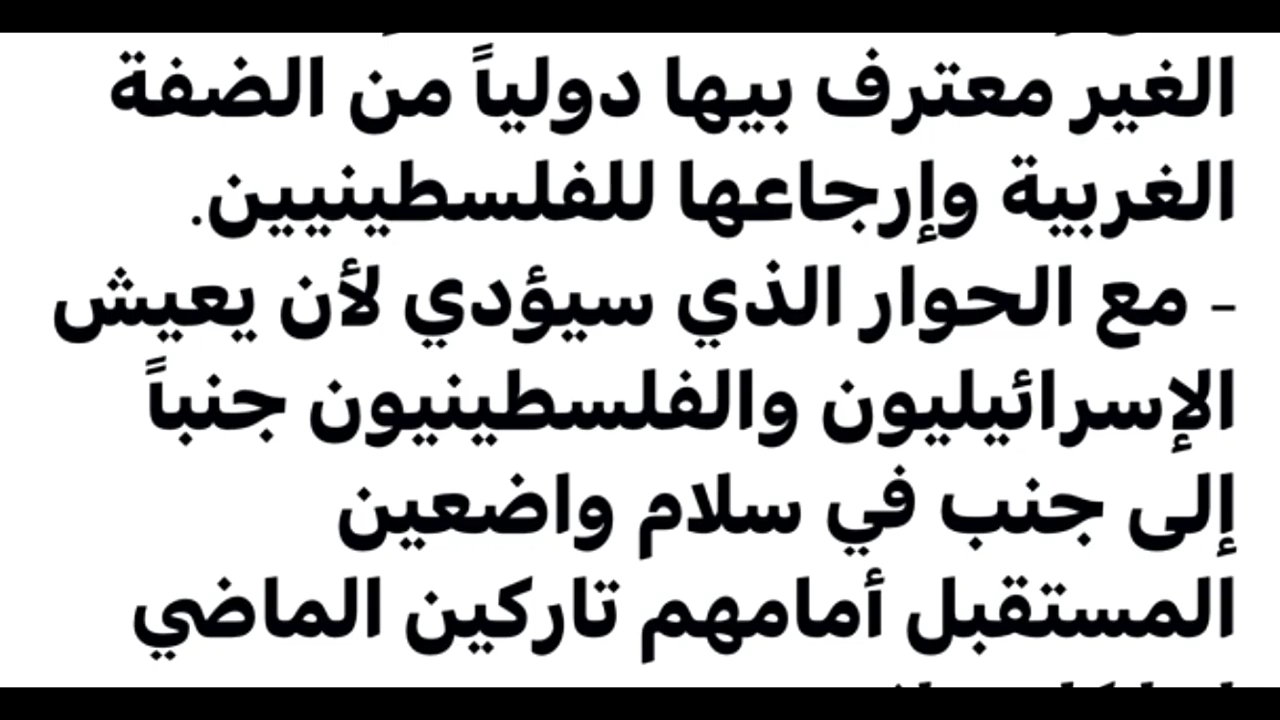 الغير معترف بيها دولياً من الضفة
الغربية وإرجاعها للفلسطينيين.
- مع الحوار الذي سيؤدي لأن يعيش
الإسرائيليون والفلسطينيون جنباً
إلى جنب في سلام واضعين
المستقبل أمامهم تاركين الماضي